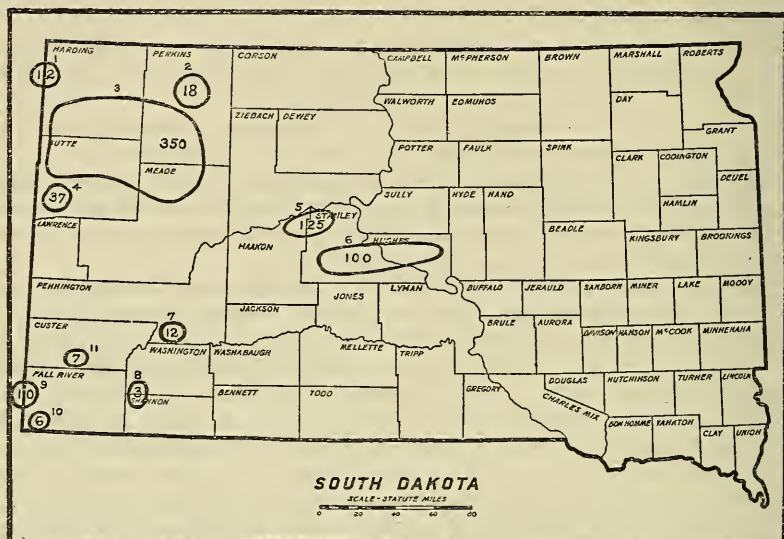 HARDING
PERKINS
CORSON
CAMPBELL
McPHERSON
BROWN
MARSHALL
ROBERTS
1
12
2
18
3
350
WALWORTH
EDMUNDS
DAY
GRANT
ZIEBACH
DEWEY
BUTTE
MEADE
POTTER
FAULK
SPINK
CLARK
CODINGTON
DEUEL
HAMLIN
4
37
LAWRENCE
5
125
STANLEY
SULLY
HYDE
HAND
6
100
HUGHES
HAAKON
BEADLE
KINGSBURY
BROOKINGS
PENNINGTON
JACKSON
JONES
LYMAN
BUFFALO
JERAULD
SANBORN
MINER
LAKE
MOODY
CUSTER
7
12
11
7
WASHINGTON
WASHABAUGH
MELLETTE
TRIPP
BRULE
AURORA
DAVISON
HANSON
McCOOK
MINNEHAHA
FALL RIVER
9
10
10
6
8
3
SHANNON
BENNETT
TODD
GREGORY
DOUGLAS
HUTCHINSON
TURNER
LINCOLN
CHARLES MIX
BON HOMME
YANKTON
CLAY
UNION
SOUTH DAKOTA
SCALE-STATUTE MILES
0 20 40 60 80